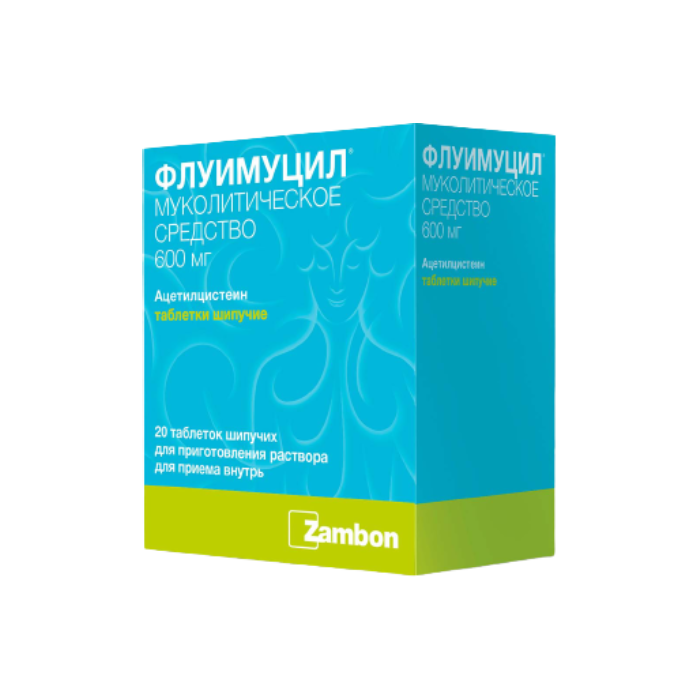 ФЛУИМУЦИЛ®
МУКОЛИТИЧЕСКОЕ
СРЕДСТВО
600 мг
Ацетилцистеин
таблетки шипучие
20 таблеток шипучих
для приготовления раствора
для приема внутрь
Zambon
ФЛУИМУЦИЛ®
МУКОЛИТИЧЕСКОЕ
СРЕДСТВО
600 мг
Ацетилцистеин
таблетки шипучие